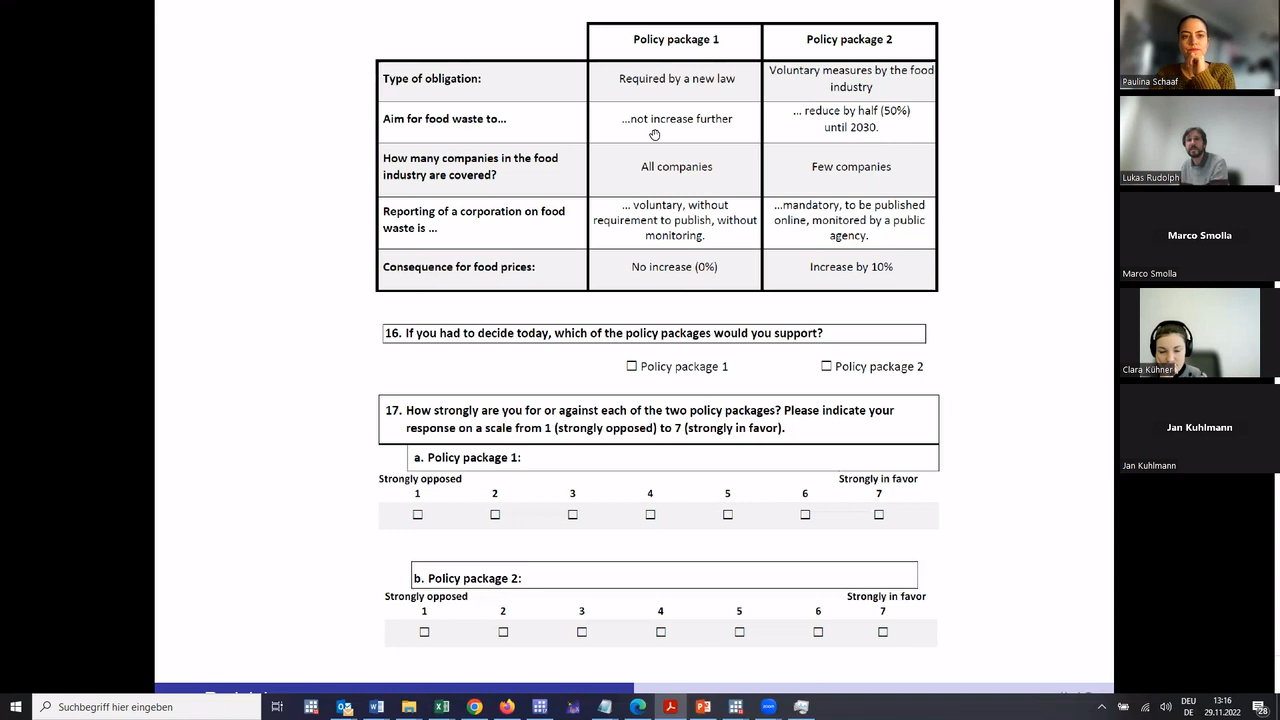 Policy package 1
Policy package 2
Type of obligation:
Required by a new law
Voluntary measures by the food
industry
Aim for food waste to...
...not increase further
... reduce by half (50%)
until 2030.
How many companies in the food
industry are covered?
All companies
Few companies
Reporting of a corporation on food
waste is ...
... voluntary, without
requirement to publish, without
monitoring.
...mandatory, to be published
online, monitored by a public
agency.
Consequence for food prices:
No increase (0%)
Increase by 10%
16. If you had to decide today, which of the policy packages would you support?
☐ Policy package 1
☐ Policy package 2
17. How strongly are you for or against each of the two policy packages? Please indicate your
response on a scale from 1 (strongly opposed) to 7 (strongly in favor).
a. Policy package 1:
Strongly opposed
Strongly in favor
1 2 3 4 5 6 7
☐ ☐ ☐ ☐ ☐ ☐ ☐
b. Policy package 2:
Strongly opposed
Strongly in favor
1 2 3 4 5 6 7
☐ ☐ ☐ ☐ ☐ ☐ ☐
Paulina Schaaf
Lukas Rudolph
Marco Smolla
Marco Smolla
Clara Kühner
Jan Kuhlmann
Jan Kuhlmann
Suchbegriff hier eingeben
DEU
DE
13:16
29.11.2022
28